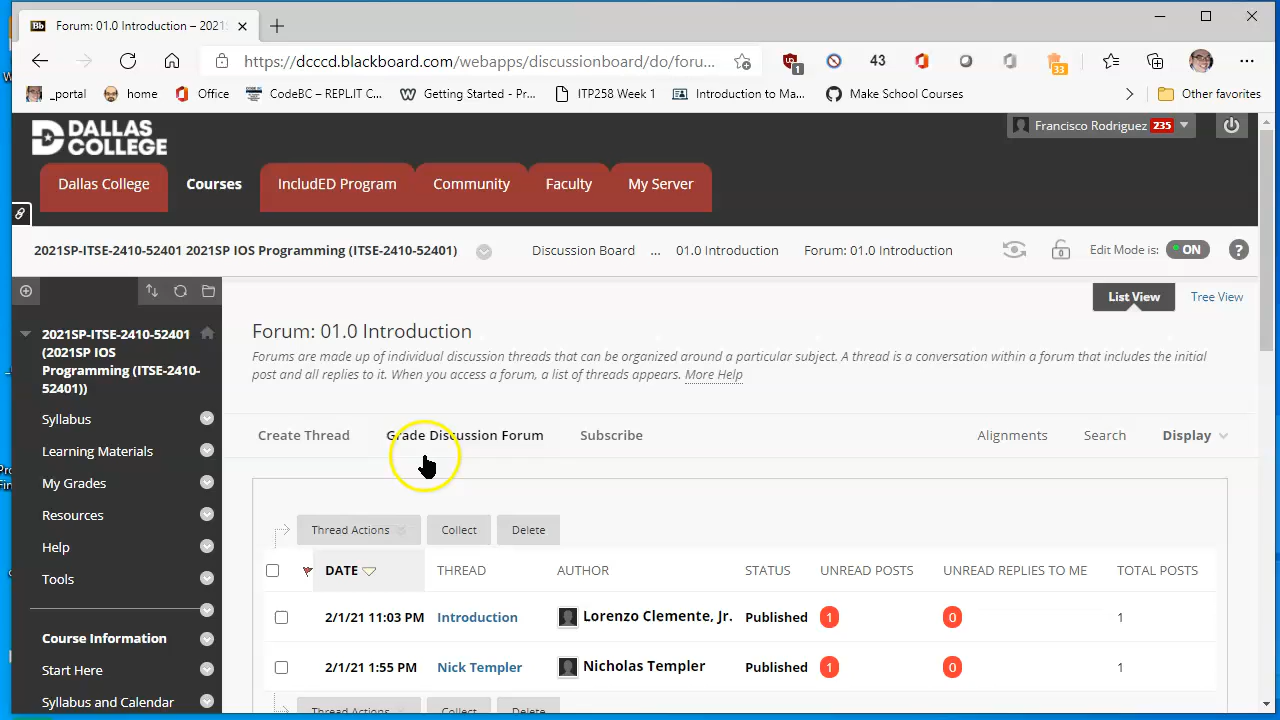 Bb Forum: 01.0 Introduction – 2021
https://dcccd.blackboard.com/webapps/discussionboard/do/foru...
1 43 33
_portal home Office CodeBC – REPLIT C... Getting Started - Pr... ITP258 Week 1 Introduction to Ma... Make School Courses Other favorites
DALLAS
COLLEGE
Francisco Rodriguez 235
Dallas College Courses IncludED Program Community Faculty My Server
2021SP-ITSE-2410-52401 2021SP IOS Programming (ITSE-2410-52401) Discussion Board ... 01.0 Introduction Forum: 01.0 Introduction Edit Mode is: ON ?
List View Tree View
2021SP-ITSE-2410-52401
(2021SP IOS
Programming (ITSE-2410-
52401))
Syllabus
Learning Materials
My Grades
Resources
Help
Tools
Course Information
Start Here
Syllabus and Calendar
Forum: 01.0 Introduction
Forums are made up of individual discussion threads that can be organized around a particular subject. A thread is a conversation within a forum that includes the initial
post and all replies to it. When you access a forum, a list of threads appears. More Help
Create Thread Grade Discussion Forum Subscribe Alignments Search Display
Thread Actions Collect Delete
DATE THREAD AUTHOR STATUS UNREAD POSTS UNREAD REPLIES TO ME TOTAL POSTS
2/1/21 11:03 PM Introduction Lorenzo Clemente, Jr. Published 1 0 1
2/1/21 1:55 PM Nick Templer Nicholas Templer Published 1 0 1
Thread Actions Collect Delete